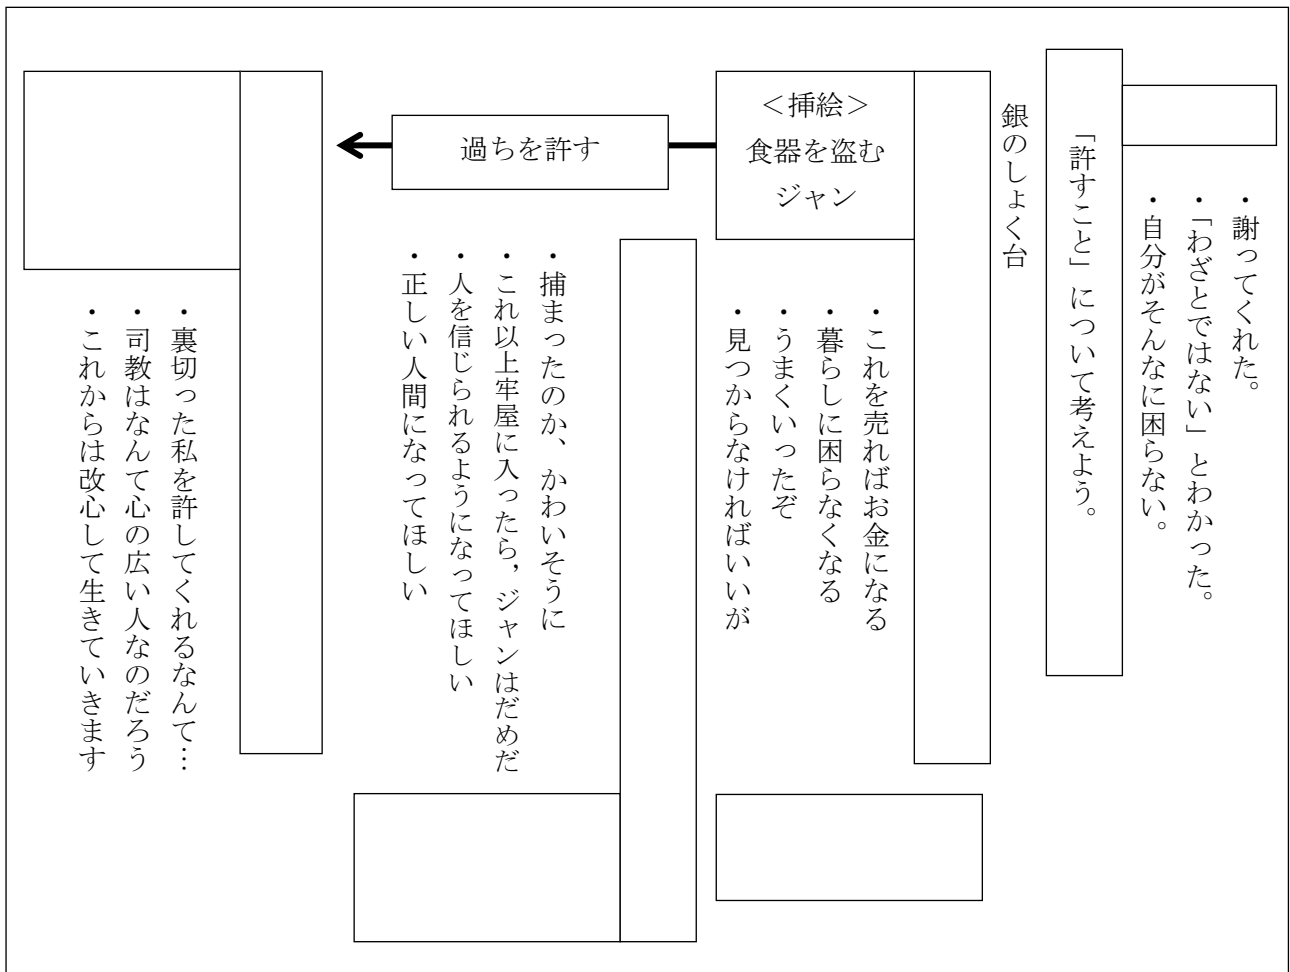 ・謝ってくれた。
・「わざとではない」とわかった。
・自分がそんなに困らない。
「許すこと」について考えよう。
銀のしょく台
＜挿絵＞
食器を盗む
ジャン
・これを売ればお金になる
・暮らしに困らなくなる
・うまくいったぞ
・見つからなければいいが
過ちを許す
・捕まったのか、かわいそうに
・これ以上牢屋に入ったら，ジャンはだめだ
・人を信じられるようになってほしい
・正しい人間になってほしい
・裏切った私を許してくれるなんて…
・司教はなんて心の広い人なのだろう
・これからは改心して生きていきます